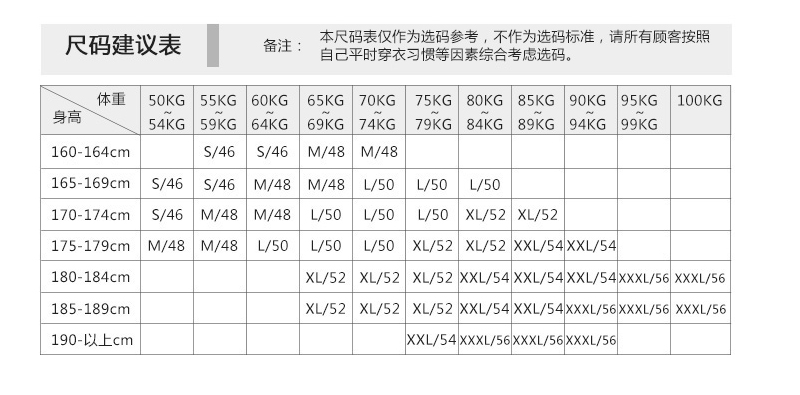 尺码建议表
备注： 本尺码表仅作为选码参考，不作为选码标准，请所有顾客按照
自己平时穿衣习惯等因素综合考虑选码。
体重 50KG~54KG 55KG~59KG 60KG~64KG 65KG~69KG 70KG~74KG 75KG~79KG 80KG~84KG 85KG~89KG 90KG~94KG 95KG~99KG 100KG
身高
160-164cm S/46 S/46 M/48 M/48
165-169cm S/46 S/46 M/48 M/48 L/50 L/50 L/50
170-174cm S/46 M/48 M/48 L/50 L/50 L/50 XL/52 XL/52
175-179cm M/48 M/48 L/50 L/50 L/50 XL/52 XL/52 XXL/54 XXL/54
180-184cm XL/52 XL/52 XL/52 XXL/54 XXL/54 XXL/54 XXXL/56 XXXL/56
185-189cm XL/52 XL/52 XL/52 XXL/54 XXL/54 XXXL/56 XXXL/56 XXXL/56
190-以上cm XXL/54 XXXL/56 XXXL/56 XXXL/56